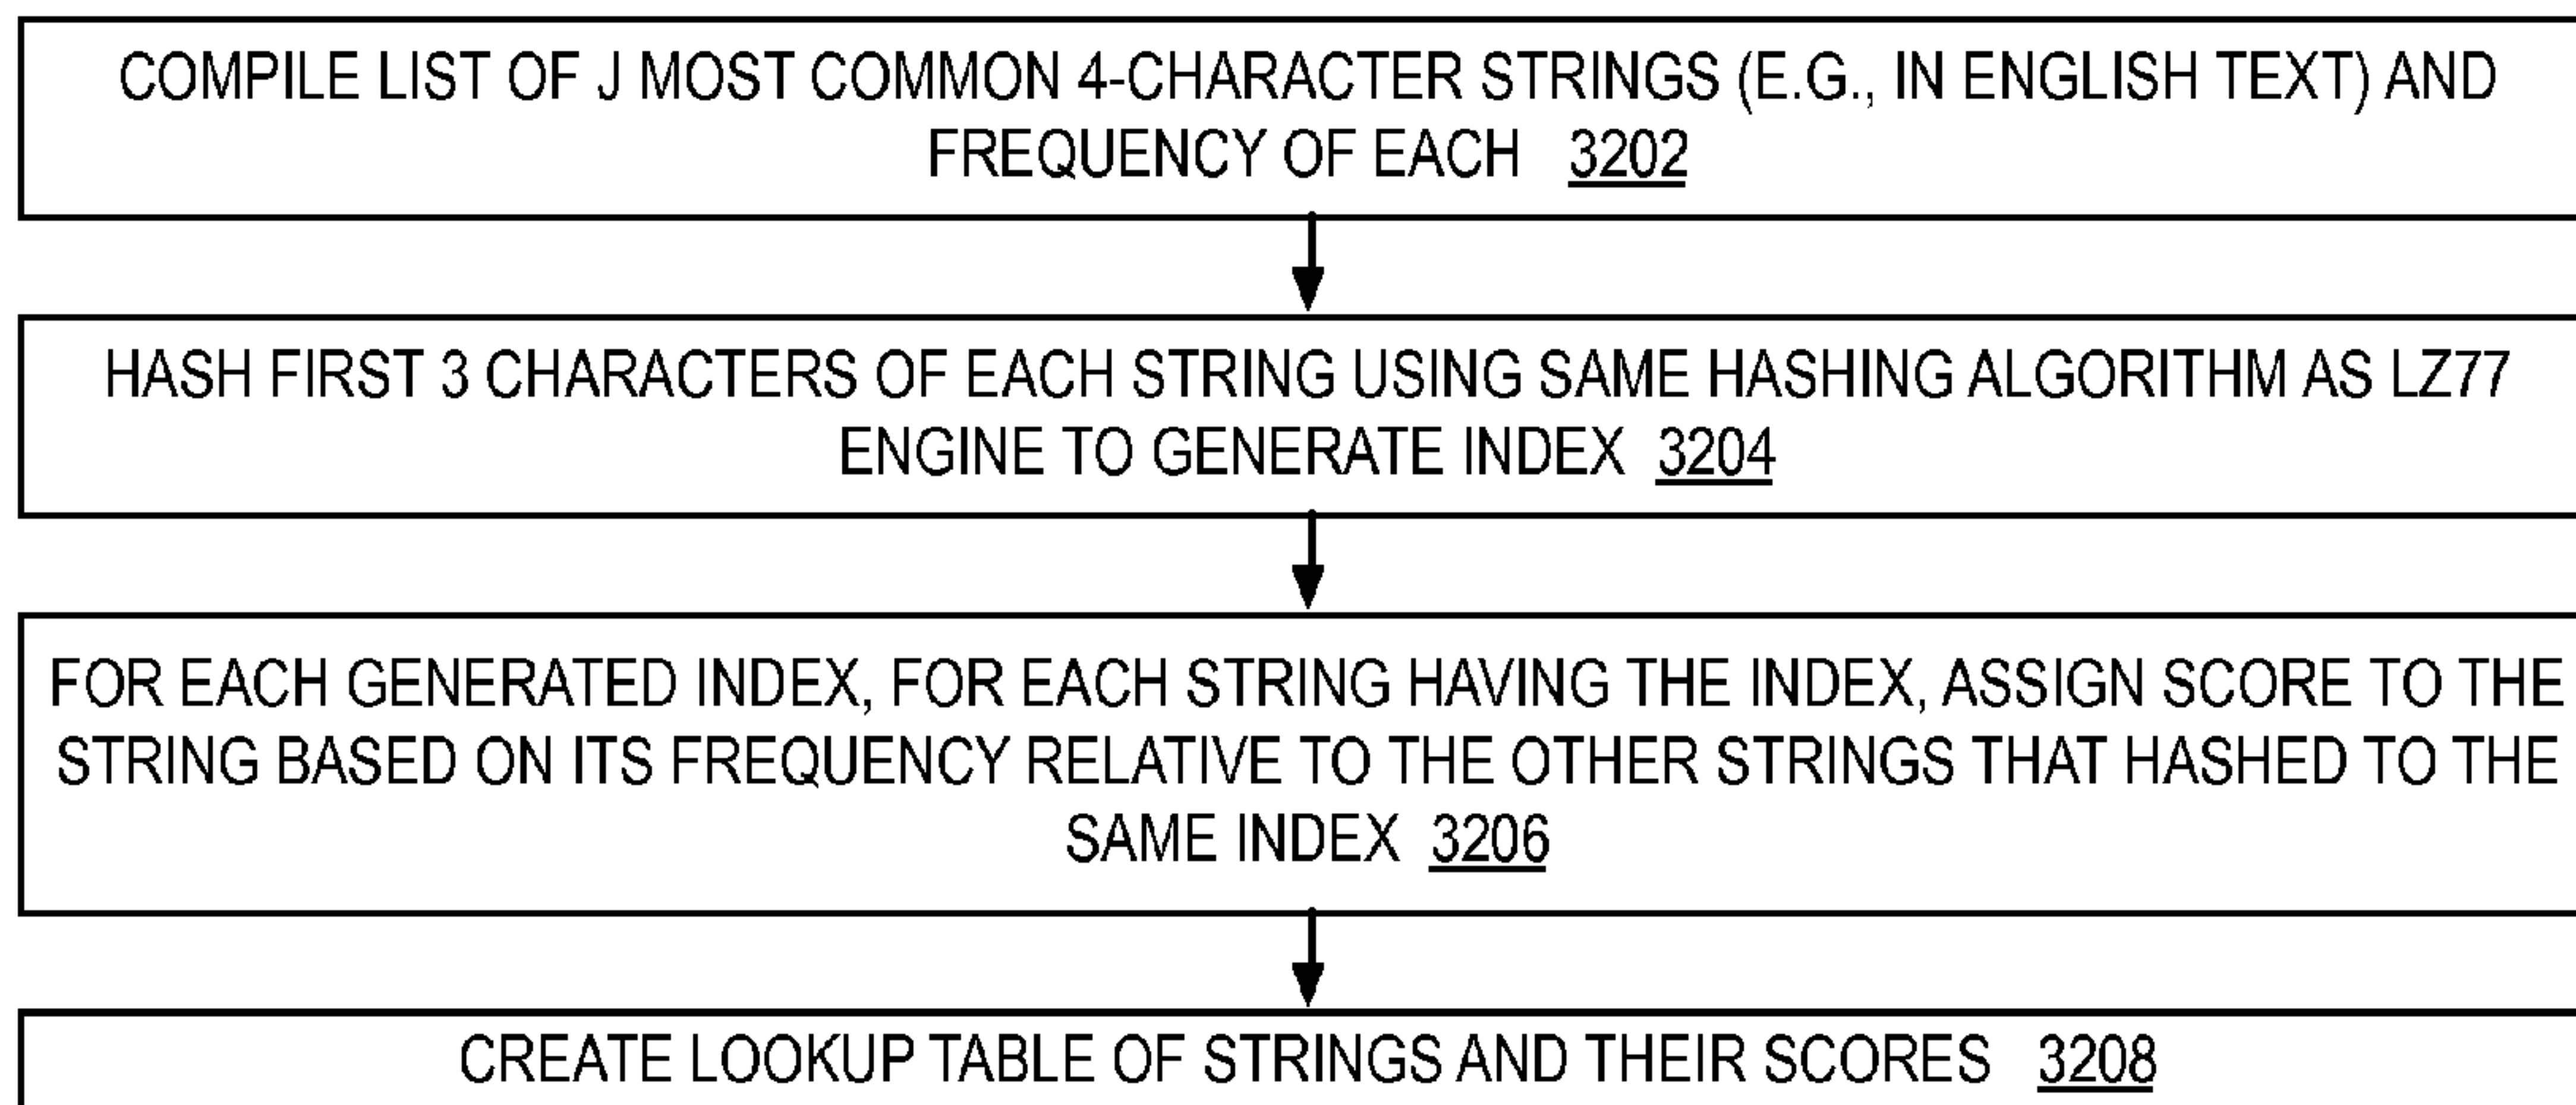 COMPILE LIST OF J MOST COMMON 4-CHARACTER STRINGS (E.G., IN ENGLISH TEXT) AND
FREQUENCY OF EACH 3202
HASH FIRST 3 CHARACTERS OF EACH STRING USING SAME HASHING ALGORITHM AS LZ77
ENGINE TO GENERATE INDEX 3204
FOR EACH GENERATED INDEX, FOR EACH STRING HAVING THE INDEX, ASSIGN SCORE TO THE
STRING BASED ON ITS FREQUENCY RELATIVE TO THE OTHER STRINGS THAT HASHED TO THE
SAME INDEX 3206
CREATE LOOKUP TABLE OF STRINGS AND THEIR SCORES 3208